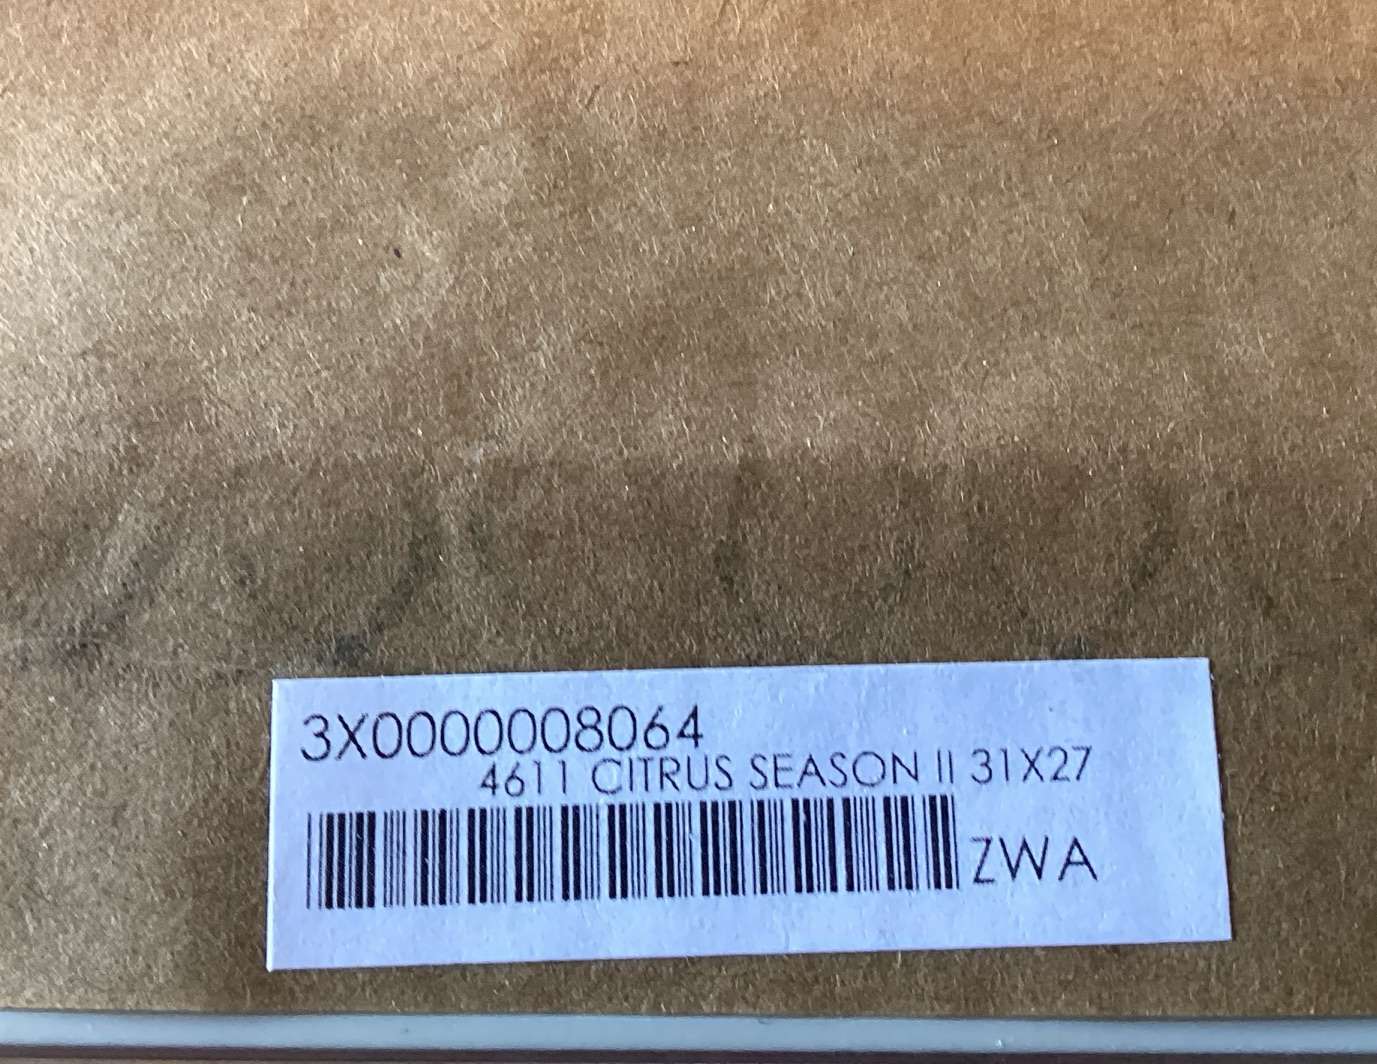 3X0000008064
4611 CITRUS SEASON II 31X27
ZWA